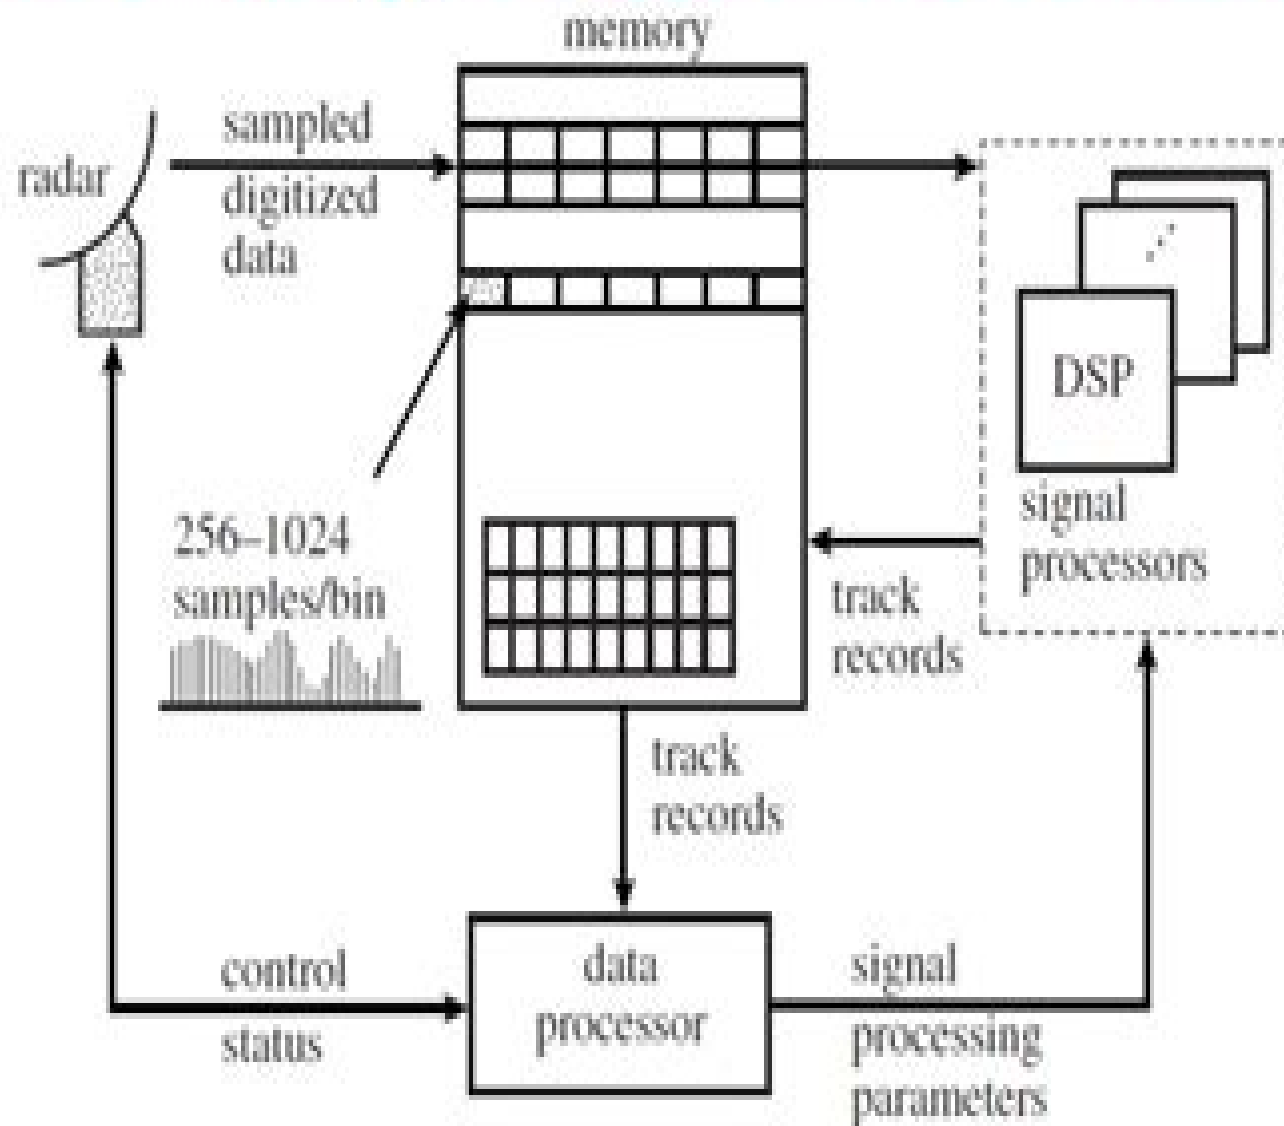 memory
sampled
digitized
data
radar
DSP
signal
processors
256–1024
samples/bin
track
records
track
records
control
status
data
processor
signal
processing
parameters